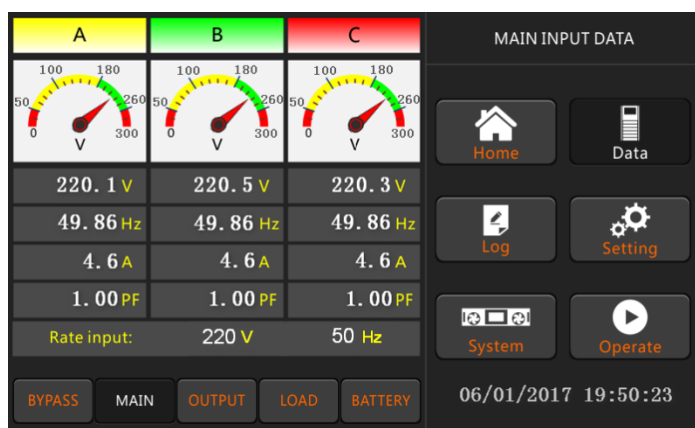 A B C
100 180 100 180 100 180
50 260 50 260 50 260
0 300 0 300 0 300
V V V
220.1 V 220.5 V 220.3 V
49.86 Hz 49.86 Hz 49.86 Hz
4.6 A 4.6 A 4.6 A
1.00 PF 1.00 PF 1.00 PF
Rate input: 220 V 50 Hz
BYPASS MAIN OUTPUT LOAD BATTERY
MAIN INPUT DATA
Home Data
Log Setting
System Operate
06/01/2017 19:50:23